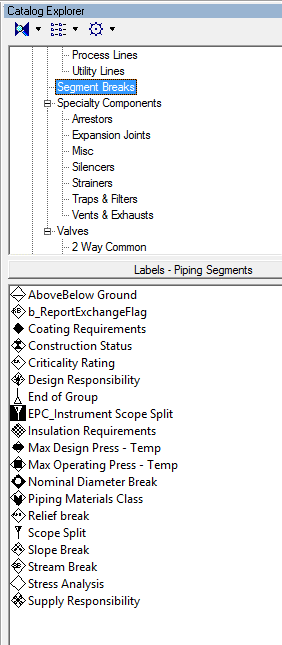 Catalog Explorer
Process Lines
Utility Lines
Segment Breaks
Specialty Components
Arrestors
Expansion Joints
Misc
Silencers
Strainers
Traps & Filters
Vents & Exhausts
Valves
2 Way Common
Labels - Piping Segments
AboveBelow Ground
b_ReportExchangeFlag
Coating Requirements
Construction Status
Criticality Rating
Design Responsibility
End of Group
EPC_Instrument Scope Split
Insulation Requirements
Max Design Press - Temp
Max Operating Press - Temp
Nominal Diameter Break
Piping Materials Class
Relief break
Scope Split
Slope Break
Stream Break
Stress Analysis
Supply Responsibility